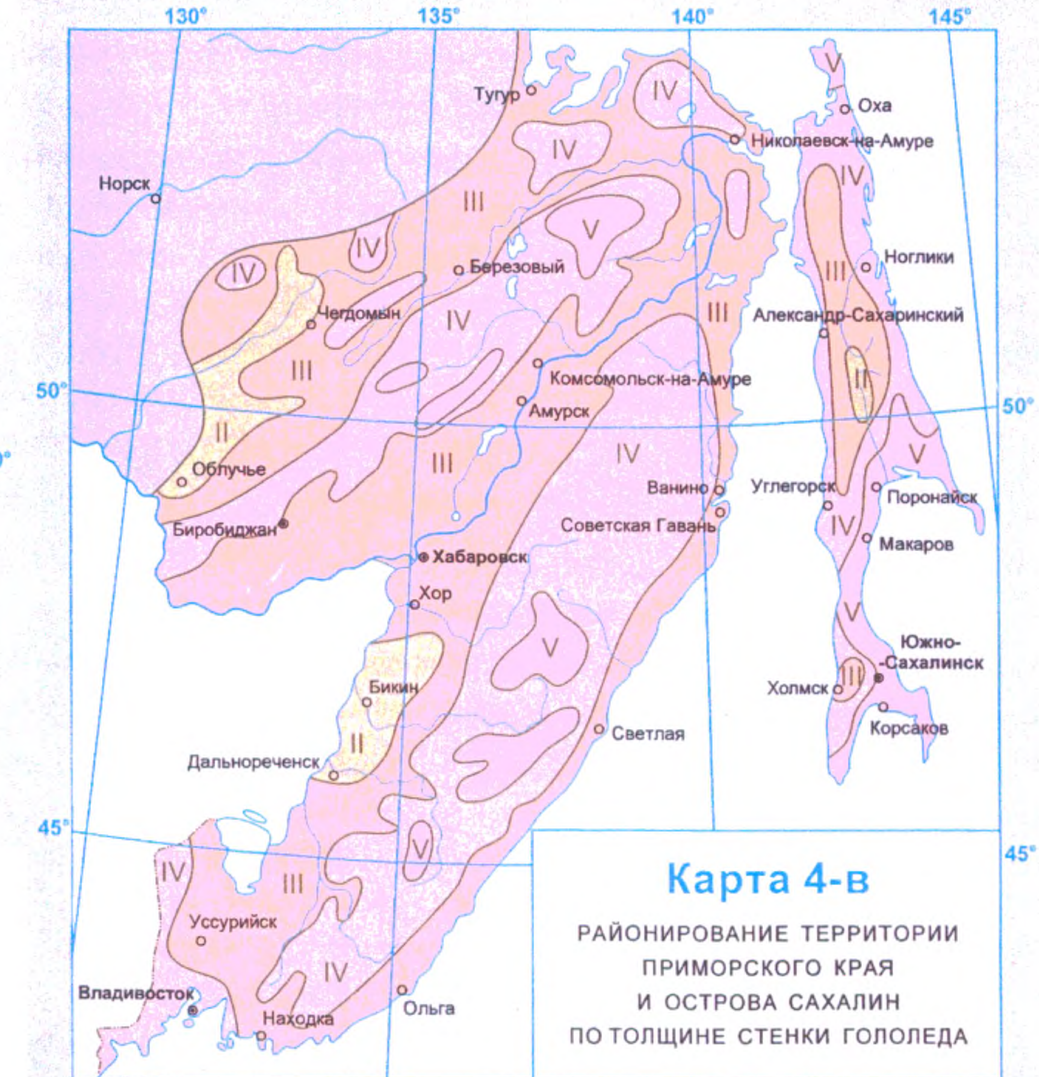 130°
135°
140°
145°
V
Тугур
IV
Оха
Николаевск-на-Амуре
IV
IV
Норск
III
V
IV
IV
Березовый
III
Ноглики
Чегдомын
IV
III
Александр-Сахаринский
III
Комсомольск-на-Амуре
II
50°
Амурск
50°
II
III
IV
V
Облучье
Ванино
Углегорск
Поронайск
Биробиджан
Советская Гавань
IV
Макаров
Хабаровск
Хор
V
V
Южно-
-Сахалинск
Бикин
Холмск
III
II
Светлая
Корсаков
Дальнореченск
45°
V
45°
IV
III
Карта 4-в
Уссурийск
РАЙОНИРОВАНИЕ ТЕРРИТОРИИ
ПРИМОРСКОГО КРАЯ
IV
Владивосток
И ОСТРОВА САХАЛИН
Находка
Ольга
ПО ТОЛЩИНЕ СТЕНКИ ГОЛОЛЕДА